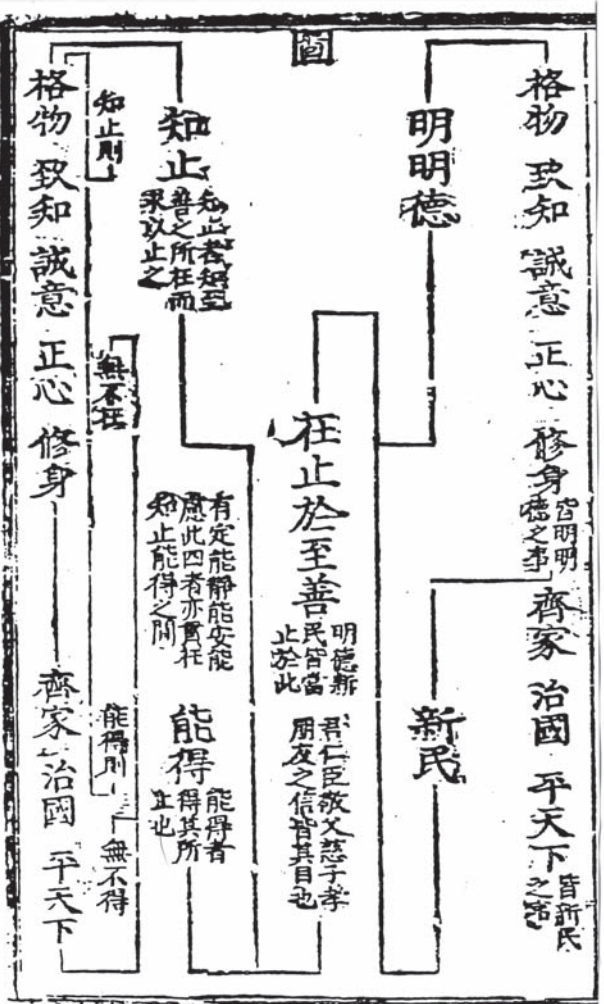 啚
格物 致知 誠意 正心 修身
皆明明
德之事
齊家 治國 平天下
皆新民
之事
明明德
新民
在止於至善
明德新
民皆當
止於此
君仁臣敬父慈子孝
朋友之信皆其目也
知止
知止者知至
善之所在而
求以止之
有定能靜能安能
慮此四者亦實在
知止能得之間
能得
能得者
得其所
止也
知止則
無不在
能得則
無不得
格物 致知 誠意 正心 修身
齊家 治國 平天下